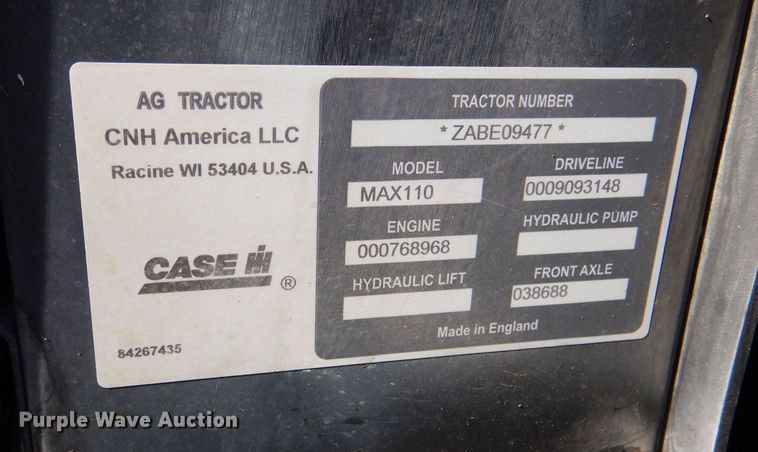 AG TRACTOR
CNH America LLC
Racine WI 53404 U.S.A.
CASE IH ®
84267435
TRACTOR NUMBER
*ZABE09477*
MODEL
MAX110
DRIVELINE
0009093148
ENGINE
000768968
HYDRAULIC PUMP
HYDRAULIC LIFT
FRONT AXLE
038688
Made in England
Purple Wave Auction